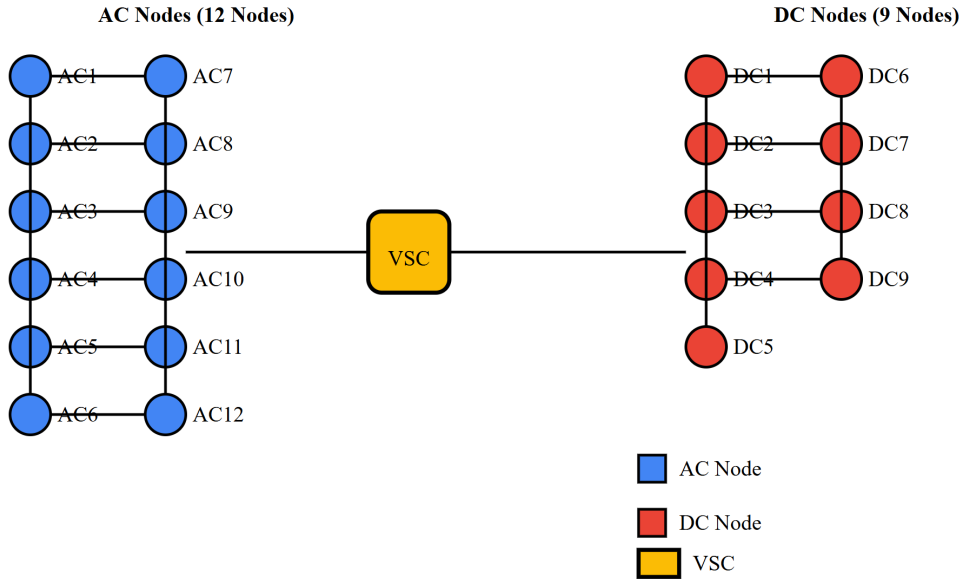 AC Nodes (12 Nodes)
DC Nodes (9 Nodes)
AC1
AC7
DC1
DC6
AC2
AC8
DC2
DC7
AC3
AC9
DC3
DC8
VSC
AC4
AC10
DC4
DC9
AC5
AC11
DC5
AC6
AC12
AC Node
DC Node
VSC